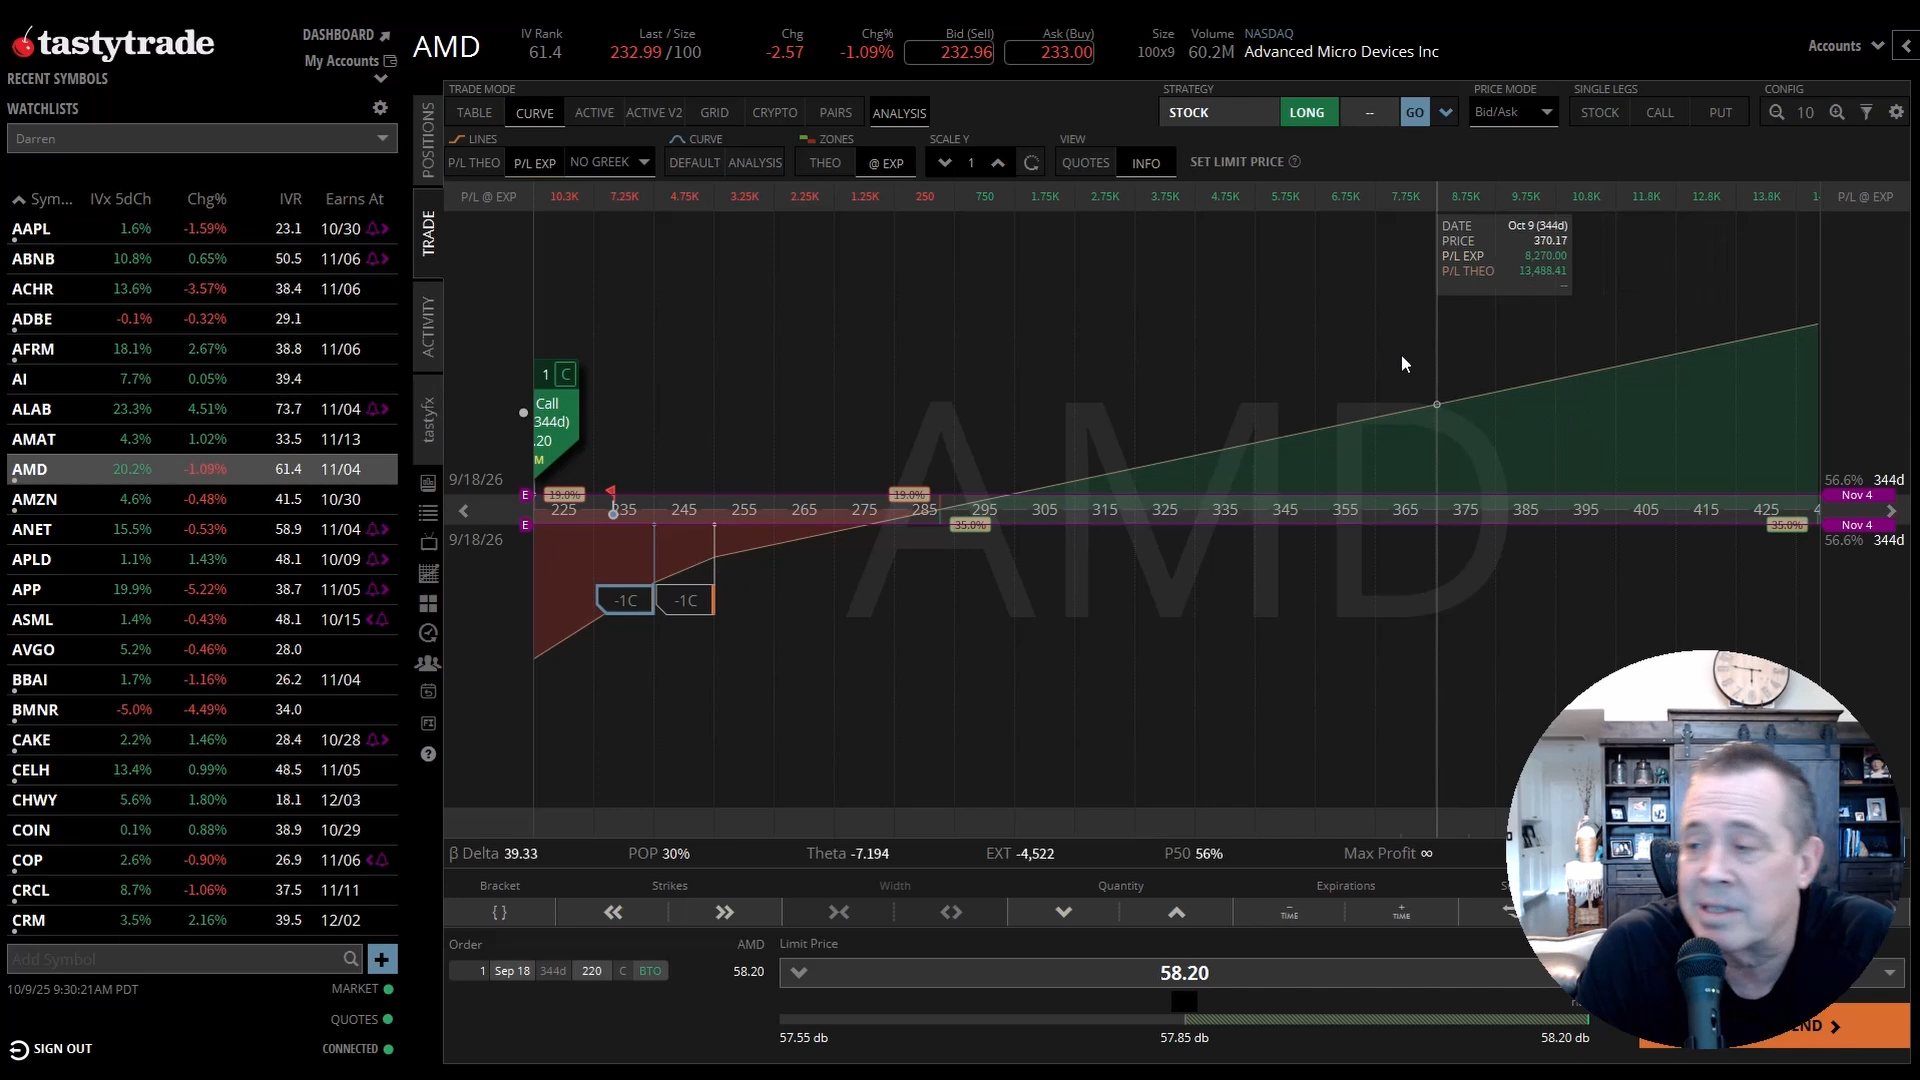 tastytrade
DASHBOARD
My Accounts
RECENT SYMBOLS
WATCHLISTS
Darren
Sym... IVx 5dCh Chg% IVR Earns At
AAPL 1.6% -1.59% 23.1 10/30
ABNB 10.8% 0.65% 50.5 11/06
ACHR 13.6% -3.57% 38.4 11/06
ADBE -0.1% -0.32% 29.1
AFRM 18.1% 2.67% 38.8 11/06
AI 7.7% 0.05% 39.4
ALAB 23.3% 4.51% 73.7 11/04
AMAT 4.3% 1.02% 33.5 11/13
AMD 20.2% -1.09% 61.4 11/04
AMZN 4.6% -0.48% 41.5 10/30
ANET 15.5% -0.53% 58.9 11/04
APLD 1.1% 1.43% 48.1 10/09
APP 19.9% -5.22% 38.7 11/05
ASML 1.4% -0.43% 48.1 10/15
AVGO 5.2% -0.46% 28.0
BBAI 1.7% -1.16% 26.2 11/04
BMNR -5.0% -4.49% 34.0
CAKE 2.2% 1.46% 28.4 10/28
CELH 13.4% 0.99% 48.5 11/05
CHWY 5.6% 1.80% 18.1 12/03
COIN 0.1% 0.88% 38.9 10/29
COP 2.6% -0.90% 26.9 11/06
CRCL 8.7% -1.06% 37.5 11/11
CRM 3.5% 2.16% 39.5 12/02
Add Symbol
10/9/25 9:30:21AM PDT MARKET
QUOTES
SIGN OUT CONNECTED
POSITIONS
TRADE
ACTIVITY
tastyfx
AMD IV Rank Last / Size Chg Chg% Bid (Sell) Ask (Buy) Size Volume NASDAQ
61.4 232.99 /100 -2.57 -1.09% 232.96 233.00 100x9 60.2M Advanced Micro Devices Inc
Accounts
TRADE MODE STRATEGY PRICE MODE SINGLE LEGS CONFIG
TABLE CURVE ACTIVE ACTIVE V2 GRID CRYPTO PAIRS ANALYSIS STOCK LONG -- GO Bid/Ask STOCK CALL PUT 10
LINES CURVE ZONES SCALE Y VIEW
P/L THEO P/L EXP NO GREEK DEFAULT ANALYSIS THEO @ EXP 1 QUOTES INFO SET LIMIT PRICE
P/L @ EXP 10.3K 7.25K 4.75K 3.25K 2.25K 1.25K 250 750 1.75K 2.75K 3.75K 4.75K 5.75K 6.75K 7.75K 8.75K 9.75K 10.8K 11.8K 12.8K 13.8K P/L @ EXP
DATE Oct 9 (344d)
PRICE 370.17
P/L EXP 8,270.00
P/L THEO 13,488.41
--
1 C
Call
344d)
.20
M
AMD
9/18/26 56.6% 344d
E 19.0% 19.0% Nov 4
225 235 245 255 265 275 285 295 305 315 325 335 345 355 365 375 385 395 405 415 425 4
E 35.0% 35.0% Nov 4
9/18/26 56.6% 344d
-1C -1C
β Delta 39.33 POP 30% Theta -7.194 EXT -4,522 P50 56% Max Profit ∞
Bracket Strikes Width Quantity Expirations
{ } TIME TIME
Order AMD Limit Price
1 Sep 18 344d 220 C BTO 58.20 58.20
57.55 db 57.85 db 58.20 db